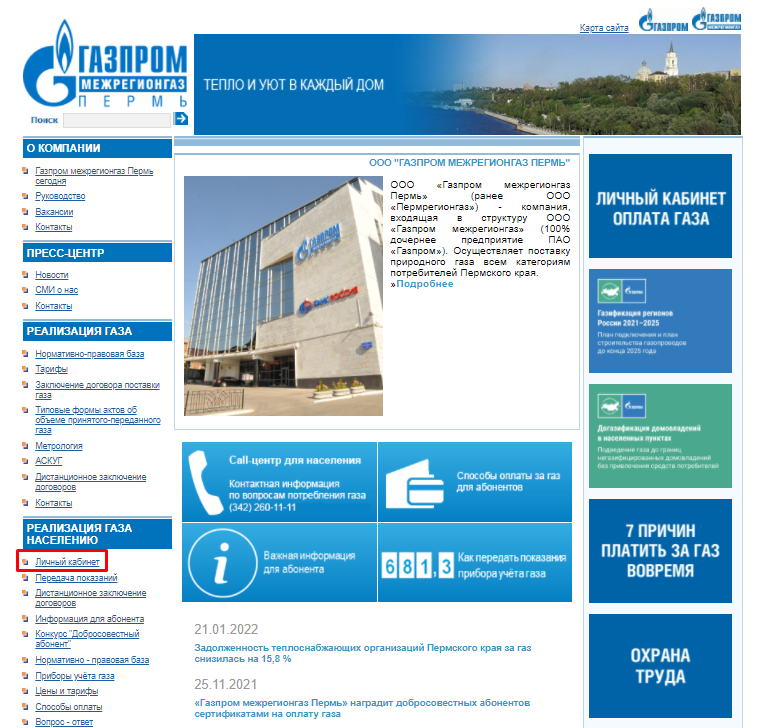 Карта сайта
ГАЗПРОМ
ГАЗПРОМ
МЕЖРЕГИОНГАЗ
ГАЗПРОМ
МЕЖРЕГИОНГАЗ
ПЕРМЬ
ТЕПЛО И УЮТ В КАЖДЫЙ ДОМ
Поиск
О КОМПАНИИ
Газпром межрегионгаз Пермь
сегодня
Руководство
Вакансии
Контакты
ПРЕСС-ЦЕНТР
Новости
СМИ о нас
Контакты
РЕАЛИЗАЦИЯ ГАЗА
Нормативно-правовая база
Тарифы
Заключение договора поставки
газа
Типовые формы актов об
объеме принятого-переданного
газа
Метрология
АСКУГ
Дистанционное заключение
договоров
Контакты
РЕАЛИЗАЦИЯ ГАЗА
НАСЕЛЕНИЮ
Личный кабинет
Передача показаний
Дистанционное заключение
договоров
Информация для абонента
Конкурс "Добросовестный
абонент"
Нормативно - правовая база
Приборы учёта газа
Цены и тарифы
Способы оплаты
Вопрос - ответ
ООО "ГАЗПРОМ МЕЖРЕГИОНГАЗ ПЕРМЬ"
ГАЗПРОМ
ООО «Газпром межрегионгаз
Пермь» (ранее ООО
«Пермрегионгаз») - компания,
входящая в структуру ООО
«Газпром межрегионгаз» (100%
дочернее предприятие ПАО
«Газпром»). Осуществляет поставку
природного газа всем категориям
потребителей Пермского края.
»Подробнее
Call-центр для населения
Контактная информация
по вопросам потребления газа
(342) 260-11-11
Способы оплаты за газ
для абонентов
Важная информация
для абонента
681,3
Как передать показания
прибора учёта газа
21.01.2022
Задолженность теплоснабжающих организаций Пермского края за газ
снизилась на 15,8 %
25.11.2021
«Газпром межрегионгаз Пермь» наградит добросовестных абонентов
сертификатами на оплату газа
ЛИЧНЫЙ КАБИНЕТ
ОПЛАТА ГАЗА
Газификация регионов
России 2021–2025
План подключения и план
строительства газопроводов
до конца 2025 года
Догазификация домовладений
в населенных пунктах
Подведение газа до границ
негазифицированных домовладений
без привлечения средств потребителей
7 ПРИЧИН
ПЛАТИТЬ ЗА ГАЗ
ВОВРЕМЯ
ОХРАНА
ТРУДА